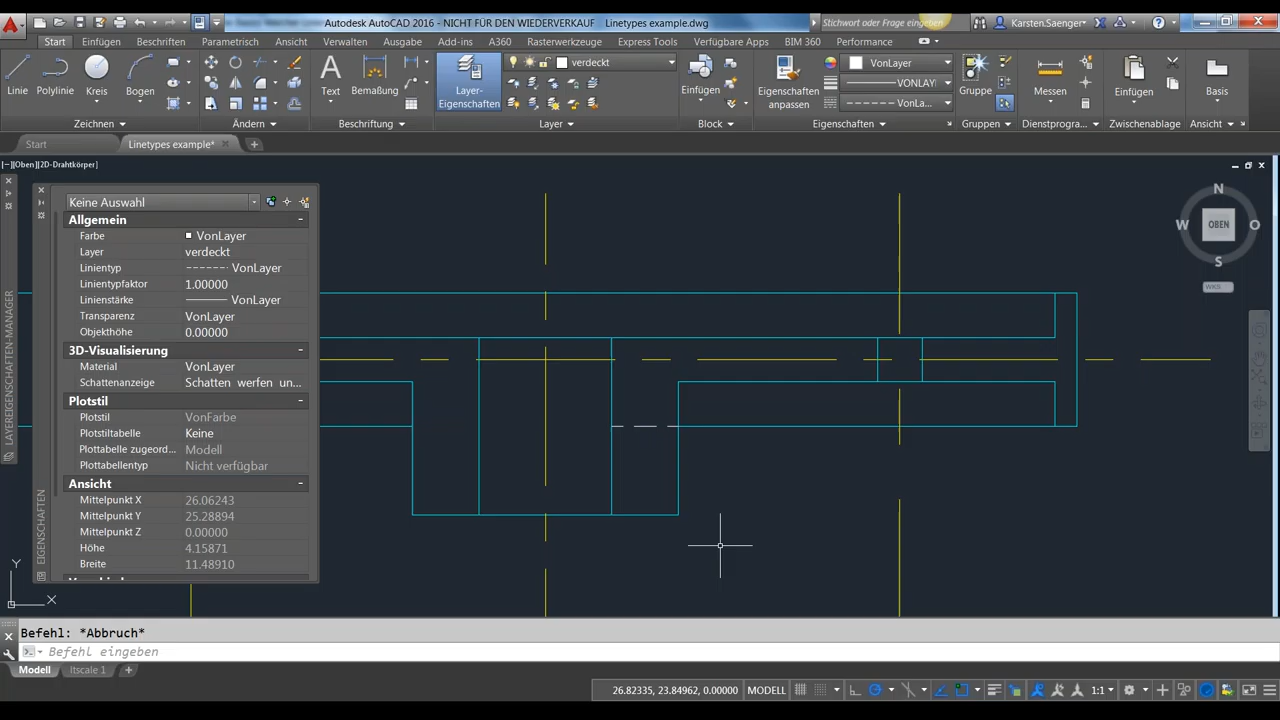 Autodesk AutoCAD 2016 - NICHT FÜR DEN WIEDERVERKAUF Linetypes example.dwg
Stichwort oder Frage eingeben
Karsten.Saenger
Start Einfügen Beschriften Parametrisch Ansicht Verwalten Ausgabe Add-ins A360 Rasterwerkzeuge Express Tools Verfügbare Apps BIM 360 Performance
verdeckt
VonLayer
VONLAYI
VonLa...
Linie Polylinie Kreis Bogen
Text Bemaßung
Layer-
Eigenschaften
Einfügen
Eigenschaften
anpassen
Gruppe
Messen
Einfügen
Basis
Zeichnen Ändern Beschriftung Layer Block Eigenschaften Gruppen Dienstprogram... Zwischenablage Ansicht
Start Linetypes example*
[−][Oben][2D-Drahtkörper]
Keine Auswahl
Allgemein
Farbe VonLayer
Layer verdeckt
Linientyp VonLayer
Linientypfaktor 1.00000
Linienstärke VonLayer
Transparenz VonLayer
Objekthöhe 0.00000
3D-Visualisierung
Material VonLayer
Schattenanzeige Schatten werfen un...
Plotstil
Plotstil VonFarbe
Plotstiltabelle Keine
Plottabelle zugeord... Modell
Plottabellentyp Nicht verfügbar
Ansicht
Mittelpunkt X 26.06243
Mittelpunkt Y 25.28894
Mittelpunkt Z 0.00000
Höhe 4.15871
Breite 11.48910
LAYEREIGENSCHAFTEN-MANAGER
EIGENSCHAFTEN
N
W OBEN O
S
WKS
Y
X
Befehl: *Abbruch*
Befehl eingeben
Modell ltscale 1
26.82335, 23.84962, 0.00000 MODELL 1:1